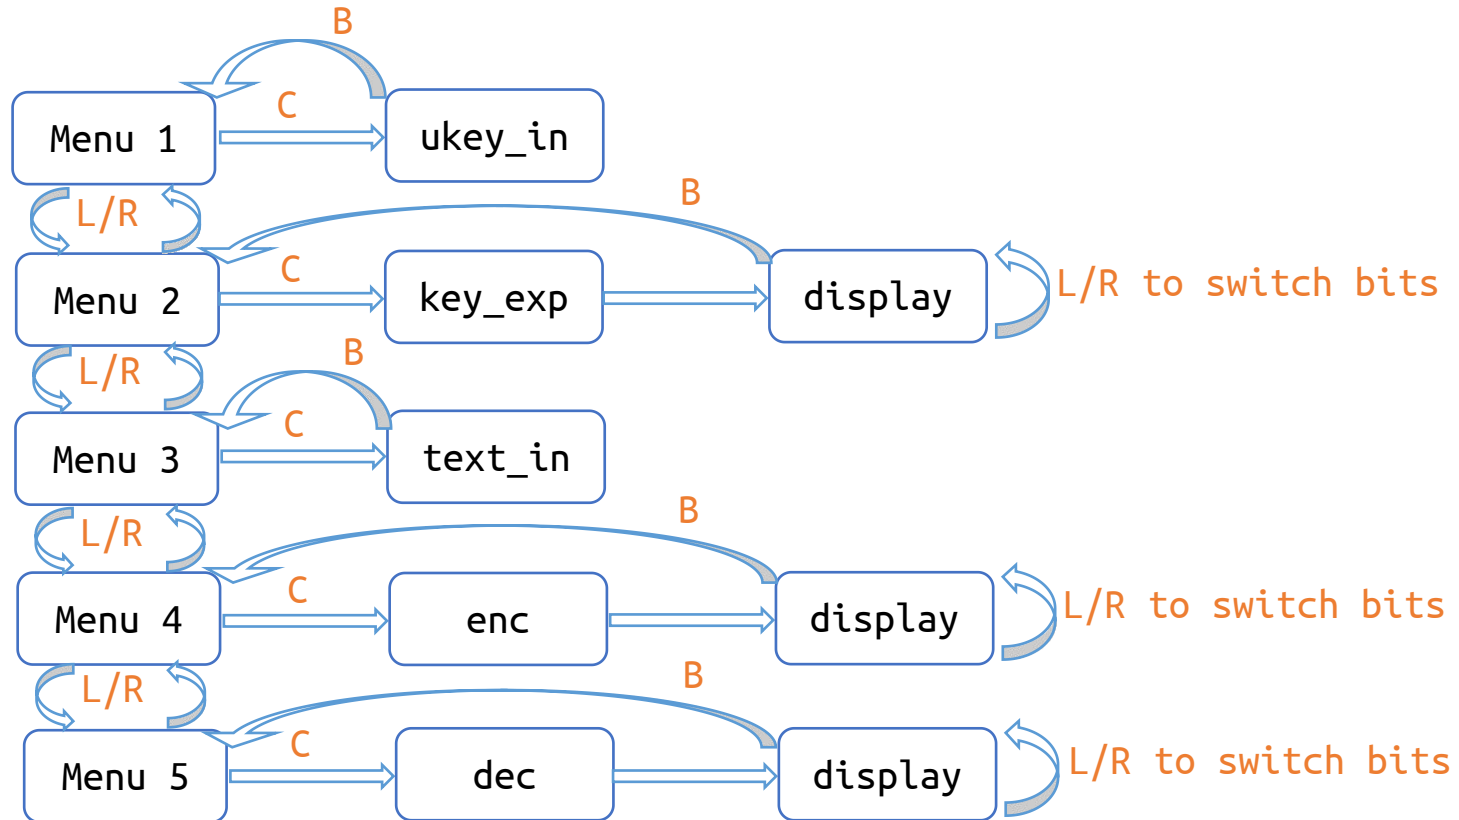 B
C
Menu 1
ukey_in
L/R
B
C
Menu 2
key_exp
display
L/R to switch bits
L/R
B
C
Menu 3
text_in
L/R
B
C
Menu 4
enc
display
L/R to switch bits
L/R
B
C
Menu 5
dec
display
L/R to switch bits